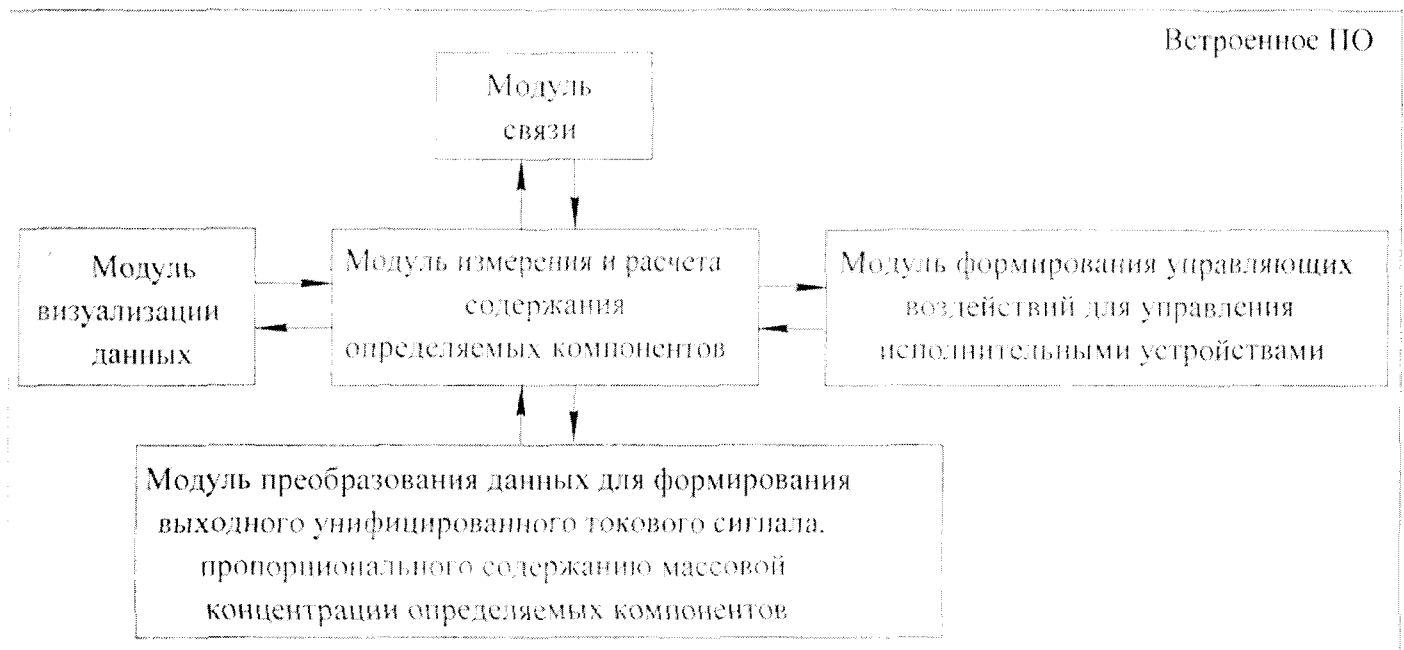 Встроенное ПО
Модуль
связи
Модуль
визуализации
данных
Модуль измерения и расчета
содержания
определяемых компонентов
Модуль формирования управляющих
воздействий для управления
исполнительными устройствами
Модуль преобразования данных для формирования
выходного унифицированного токового сигнала.
пропорционального содержанию массовой
концентрации определяемых компонентов